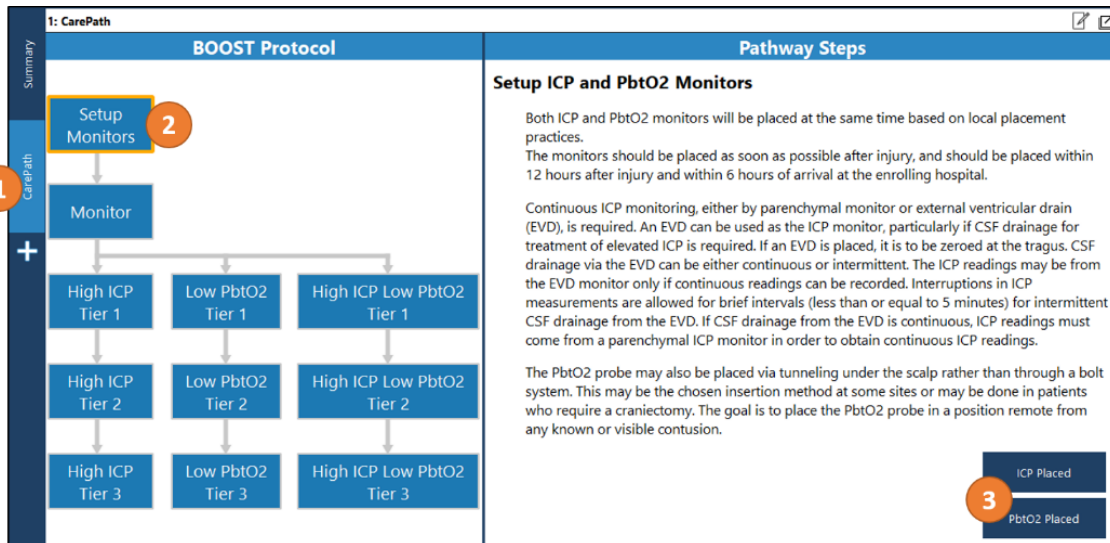 1: CarePath
Summary
CarePath
1
BOOST Protocol
Setup
Monitors
2
Monitor
High ICP
Tier 1
Low PbtO2
Tier 1
High ICP Low PbtO2
Tier 1
High ICP
Tier 2
Low PbtO2
Tier 2
High ICP Low PbtO2
Tier 2
High ICP
Tier 3
Low PbtO2
Tier 3
High ICP Low PbtO2
Tier 3
Pathway Steps
Setup ICP and PbtO2 Monitors
Both ICP and PbtO2 monitors will be placed at the same time based on local placement
practices.
The monitors should be placed as soon as possible after injury, and should be placed within
12 hours after injury and within 6 hours of arrival at the enrolling hospital.
Continuous ICP monitoring, either by parenchymal monitor or external ventricular drain
(EVD), is required. An EVD can be used as the ICP monitor, particularly if CSF drainage for
treatment of elevated ICP is required. If an EVD is placed, it is to be zeroed at the tragus. CSF
drainage via the EVD can be either continuous or intermittent. The ICP readings may be from
the EVD monitor only if continuous readings can be recorded. Interruptions in ICP
measurements are allowed for brief intervals (less than or equal to 5 minutes) for intermittent
CSF drainage from the EVD. If CSF drainage from the EVD is continuous, ICP readings must
come from a parenchymal ICP monitor in order to obtain continuous ICP readings.
The PbtO2 probe may also be placed via tunneling under the scalp rather than through a bolt
system. This may be the chosen insertion method at some sites or may be done in patients
who require a craniectomy. The goal is to place the PbtO2 probe in a position remote from
any known or visible contusion.
ICP Placed
3
PbtO2 Placed